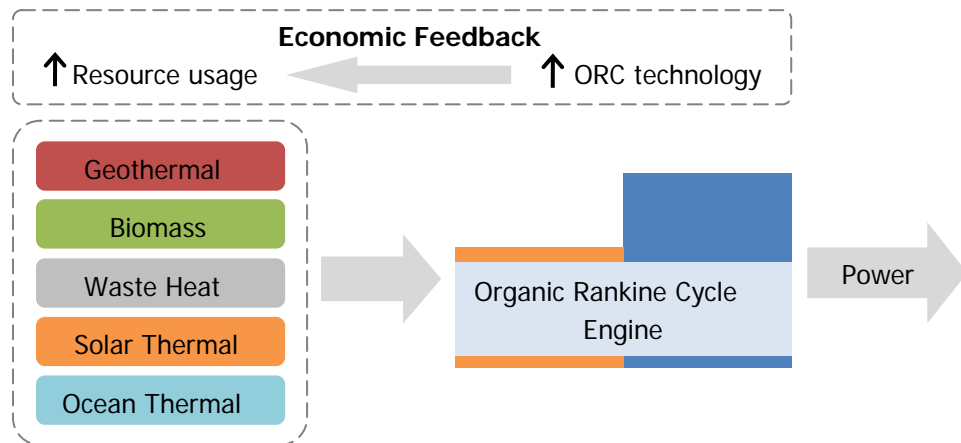 Economic Feedback
↑ Resource usage
↑ ORC technology
Geothermal
Biomass
Waste Heat
Solar Thermal
Ocean Thermal
Organic Rankine Cycle
Engine
Power